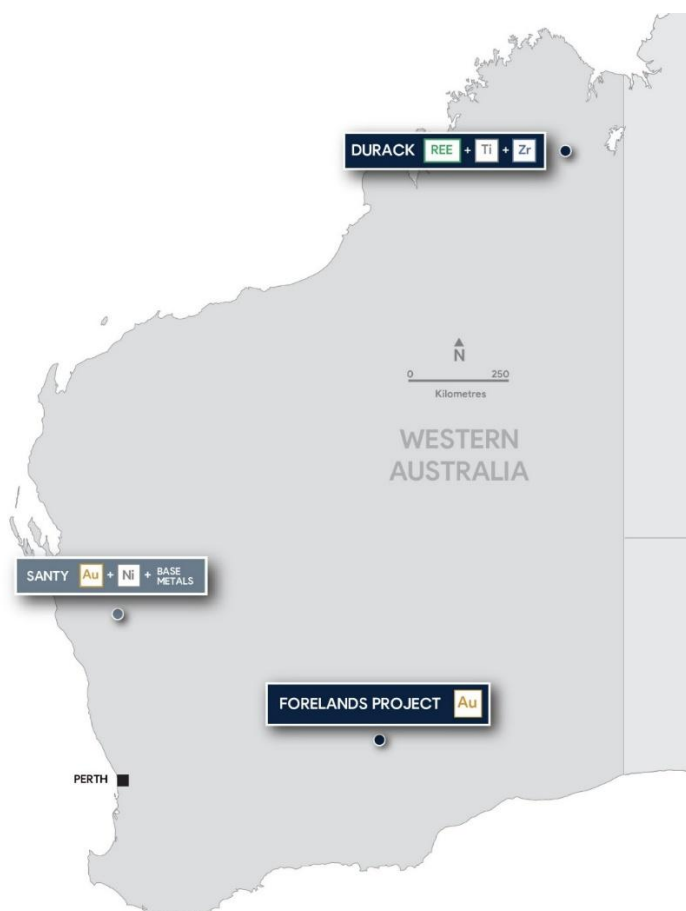 DURACK REE + Ti + Zr
N
0 250
Kilometres
WESTERN
AUSTRALIA
SANTY Au + Ni + BASE
METALS
FORELANDS PROJECT Au
PERTH